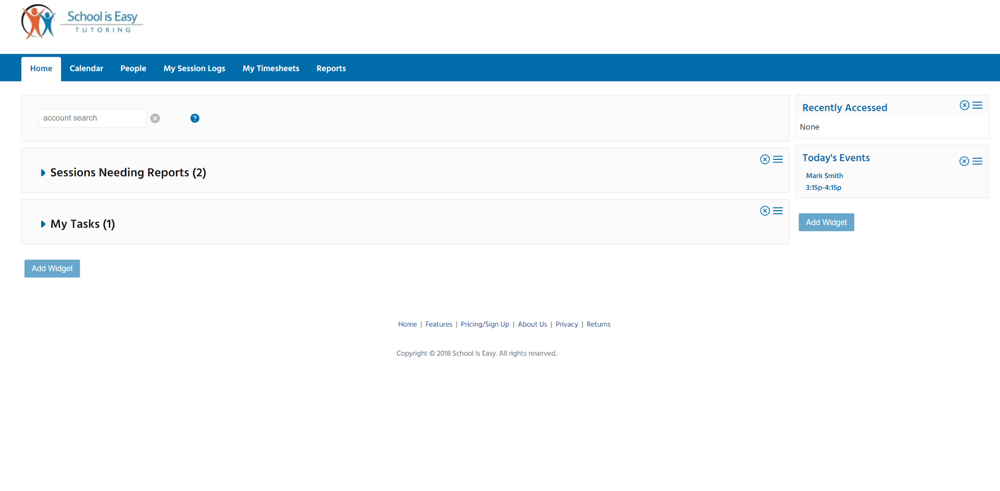 School is Easy
TUTORING
Home Calendar People My Session Logs My Timesheets Reports
account search ?
Sessions Needing Reports (2)
My Tasks (1)
Add Widget
Recently Accessed
None
Today's Events
Mark Smith
3:15p-4:15p
Add Widget
Home | Features | Pricing/Sign Up | About Us | Privacy | Returns
Copyright © 2018 School Is Easy. All rights reserved.